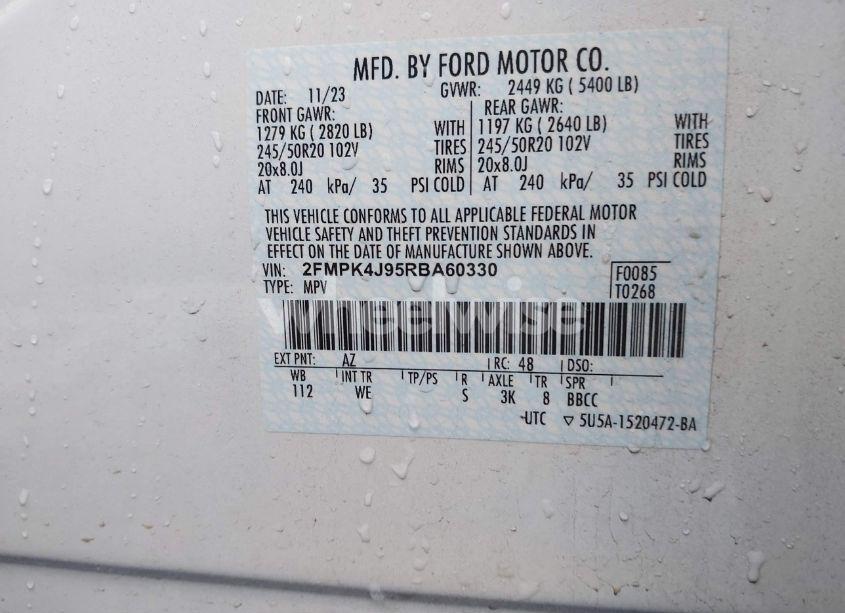 MFD. BY FORD MOTOR CO.
DATE: 11/23 GVWR: 2449 KG ( 5400 LB)
FRONT GAWR: REAR GAWR:
1279 KG ( 2820 LB) WITH 1197 KG ( 2640 LB) WITH
245/50R20 102V TIRES 245/50R20 102V TIRES
20x8.0J RIMS 20x8.0J RIMS
AT 240 kPa/ 35 PSI COLD AT 240 kPa/ 35 PSI COLD
THIS VEHICLE CONFORMS TO ALL APPLICABLE FEDERAL MOTOR
VEHICLE SAFETY AND THEFT PREVENTION STANDARDS IN
EFFECT ON THE DATE OF MANUFACTURE SHOWN ABOVE.
VIN: 2FMPK4J95RBA60330 F0085
TYPE: MPV T0268
Wheelwise
EXT PNT: AZ RC: 48 DSO:
WB INT TR TP/PS R AXLE TR SPR
112 WE S 3K 8 BBCC
UTC ▽ 5U5A-1520472-BA